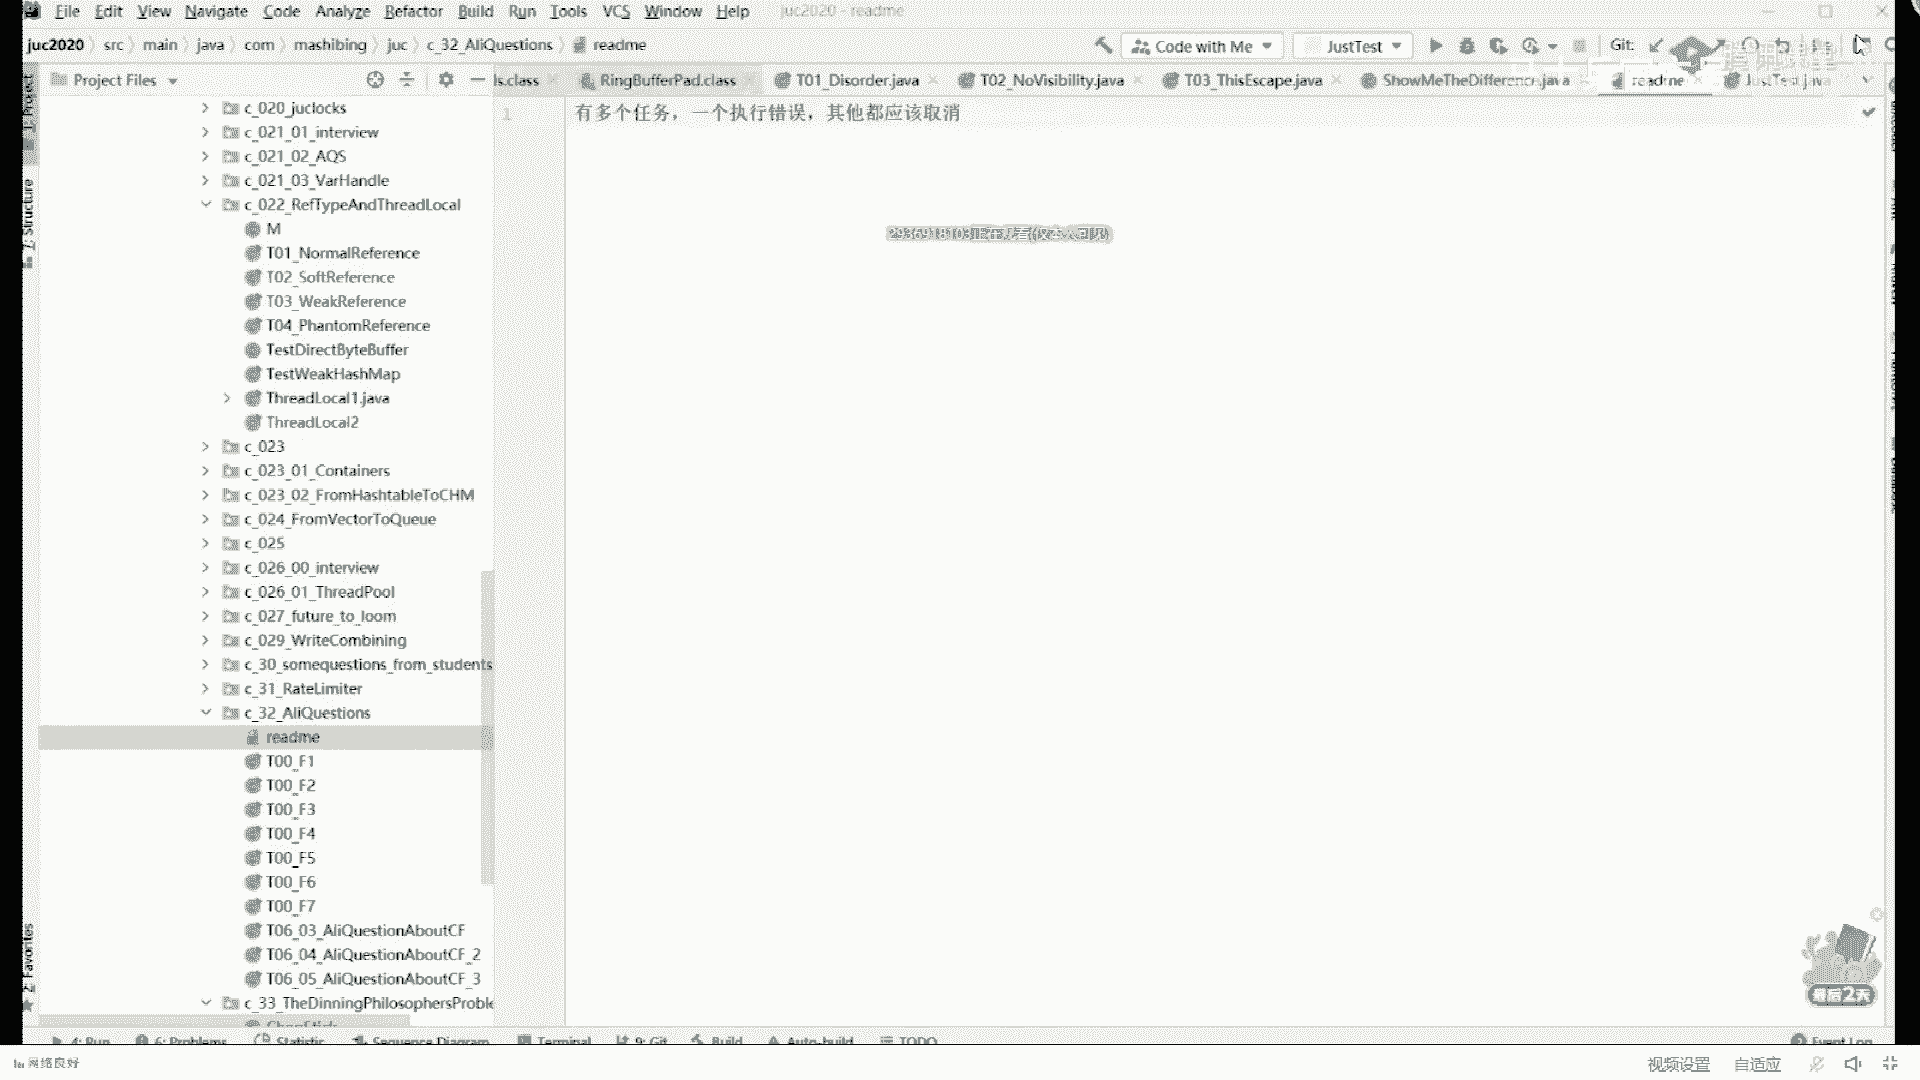 File Edit View Navigate Code Analyze Refactor Build Run Tools VCS Window Help juc2020 - readme
juc2020 src main java com mashibing juc c_32_AliQuestions readme Code with Me JustTest Git:
Project Files ls.class RingBufferPad.class T01_Disorder.java T02_NoVisibility.java T03_ThisEscape.java ShowMeTheDifference.java readme JustTest.java
1: Project
Structure
2: Favorites
c_020_juclocks
c_021_01_interview
c_021_02_AQS
c_021_03_VarHandle
c_022_RefTypeAndThreadLocal
M
T01_NormalReference
T02_SoftReference
T03_WeakReference
T04_PhantomReference
TestDirectByteBuffer
TestWeakHashMap
ThreadLocal1.java
ThreadLocal2
c_023
c_023_01_Containers
c_023_02_FromHashtableToCHM
c_024_FromVectorToQueue
c_025
c_026_00_interview
c_026_01_ThreadPool
c_027_future_to_loom
c_029_WriteCombining
c_30_somequestions_from_students
c_31_RateLimiter
c_32_AliQuestions
readme
T00_F1
T00_F2
T00_F3
T00_F4
T00_F5
T00_F6
T00_F7
T06_03_AliQuestionAboutCF
T06_04_AliQuestionAboutCF_2
T06_05_AliQuestionAboutCF_3
c_33_TheDinningPhilosophersProble
ChopStick
1
有多个任务，一个执行错误，其他都应该取消
最后2天
4: Run 6: Problems Statistic Sequence Diagram Terminal 9: Git Build Auto-build TODO Event Log
网络良好 视频设置 自适应